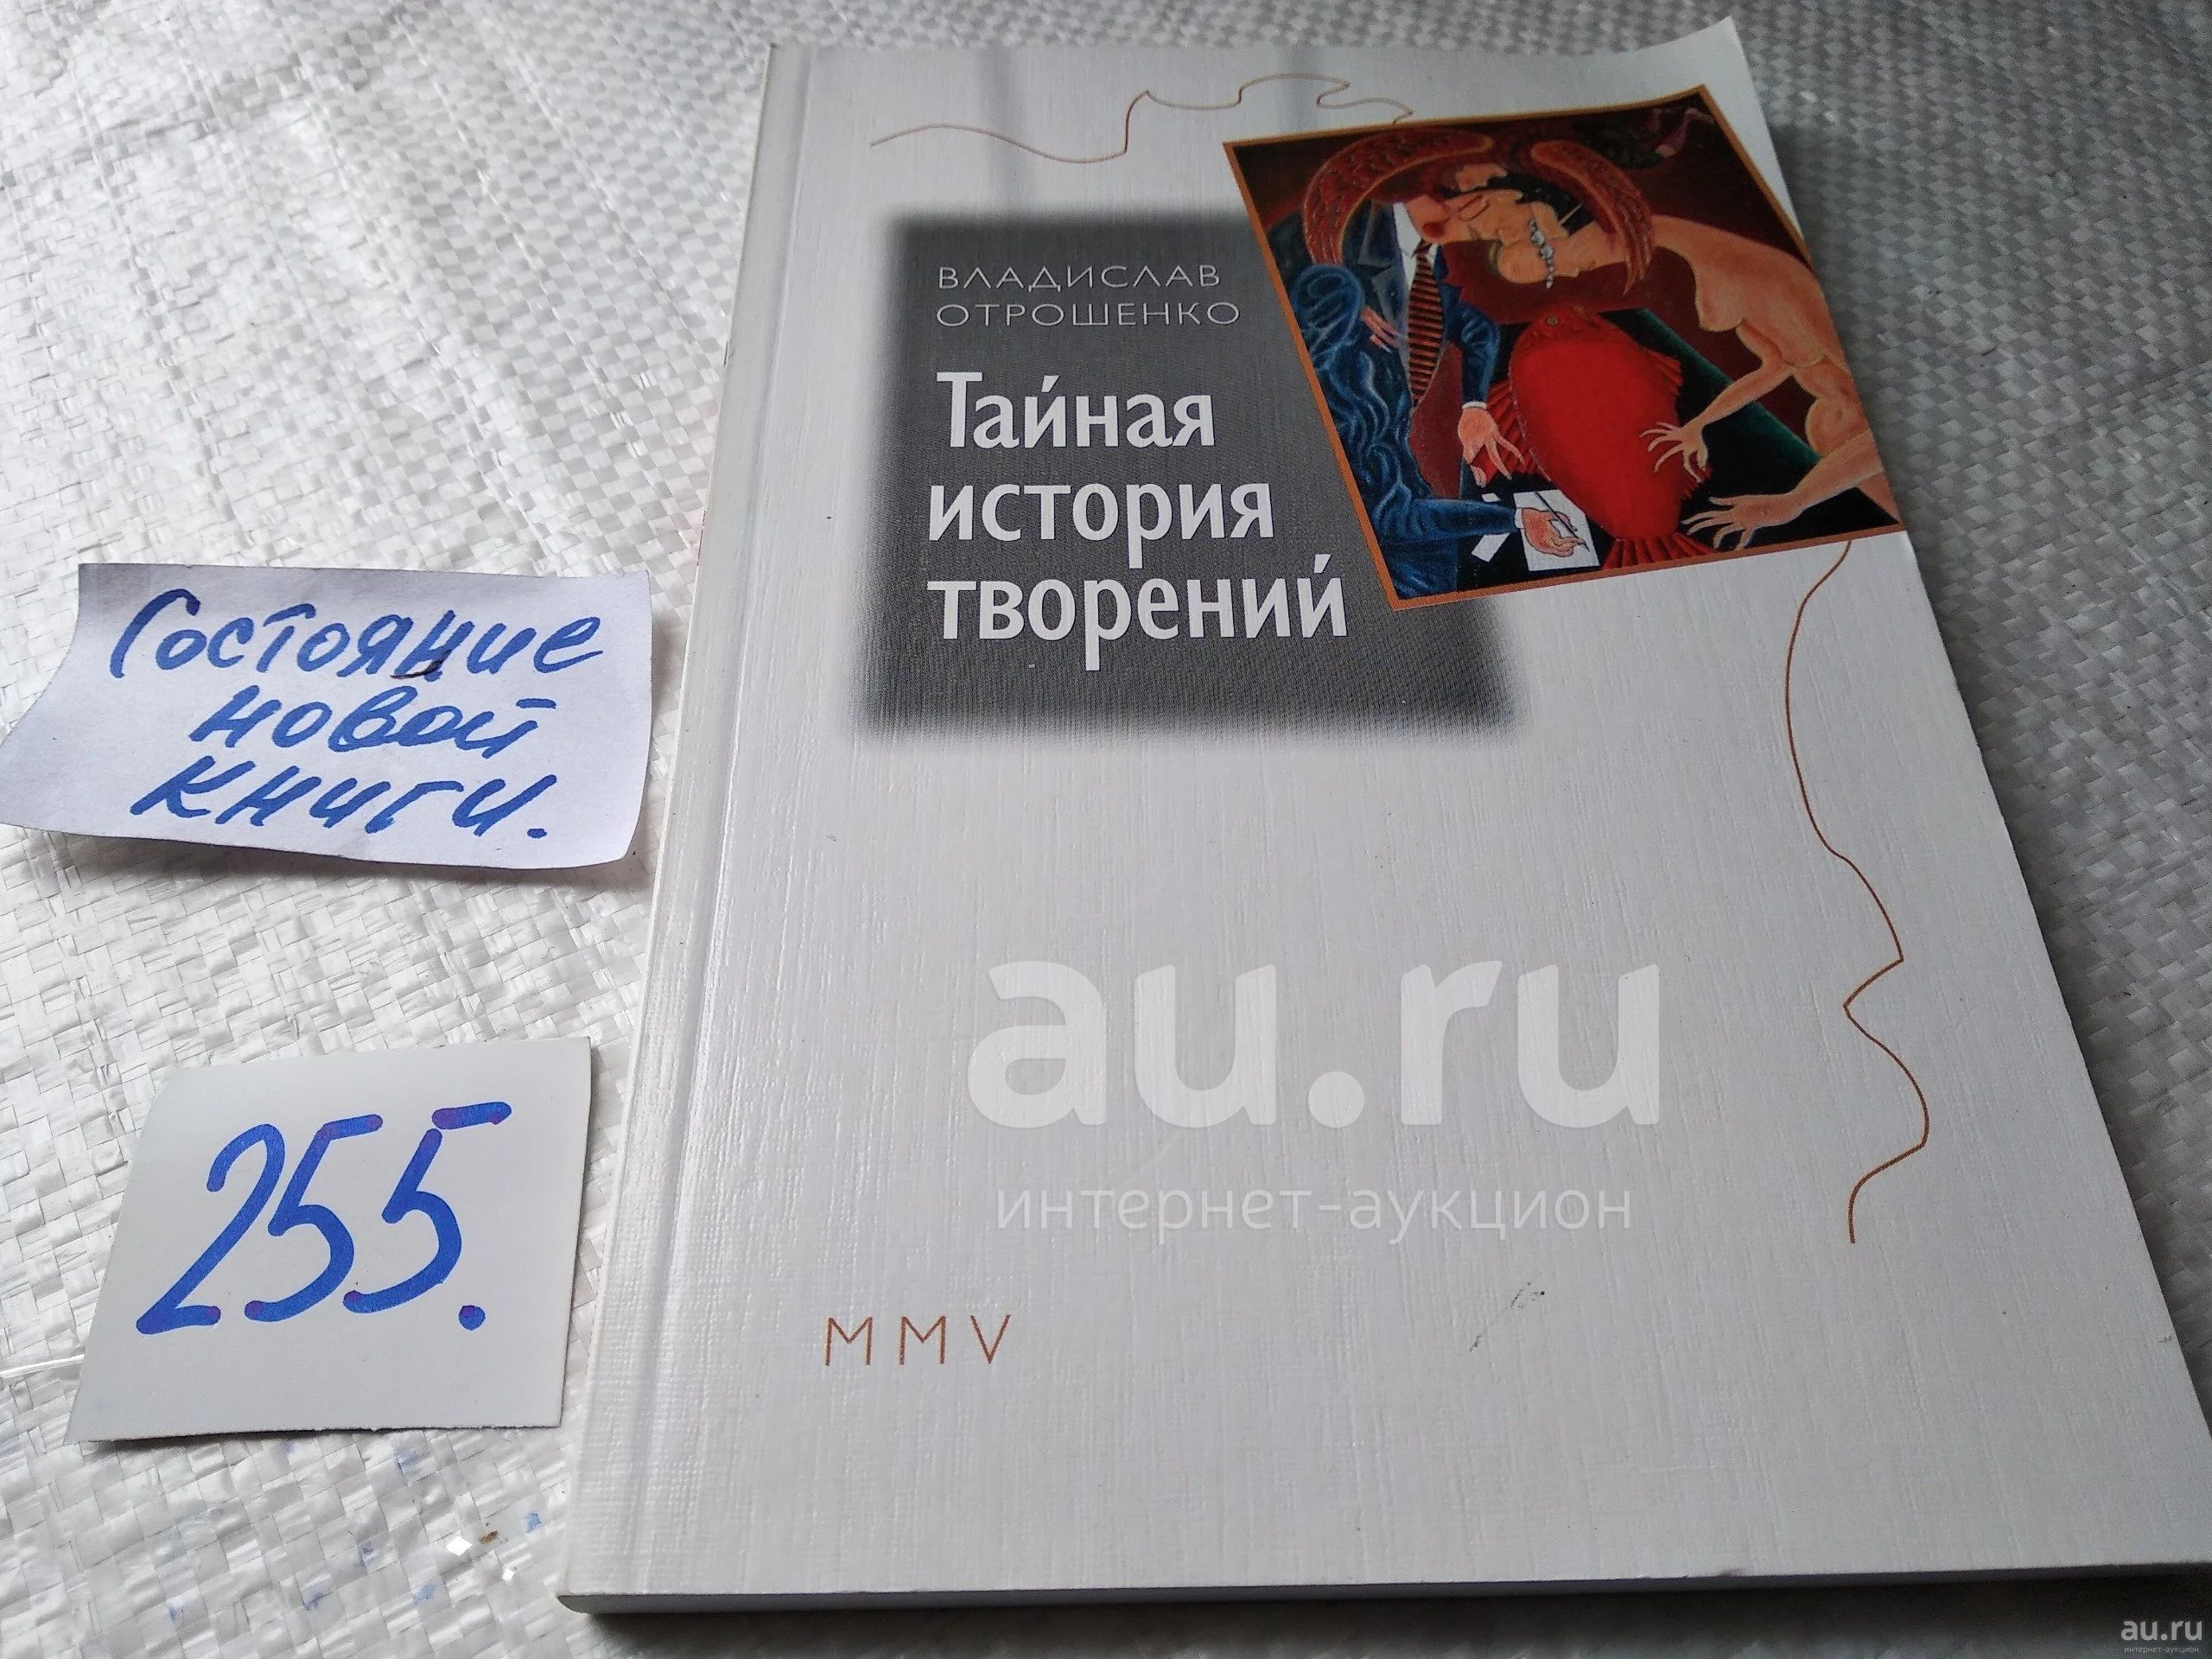 ВЛАДИСЛАВ
ОТРОШЕНКО
Тайная
история
творений
Состояние
новой
книги.
255.
au.ru
интернет-аукцион
MMV
au.ru
интернет-аукцион